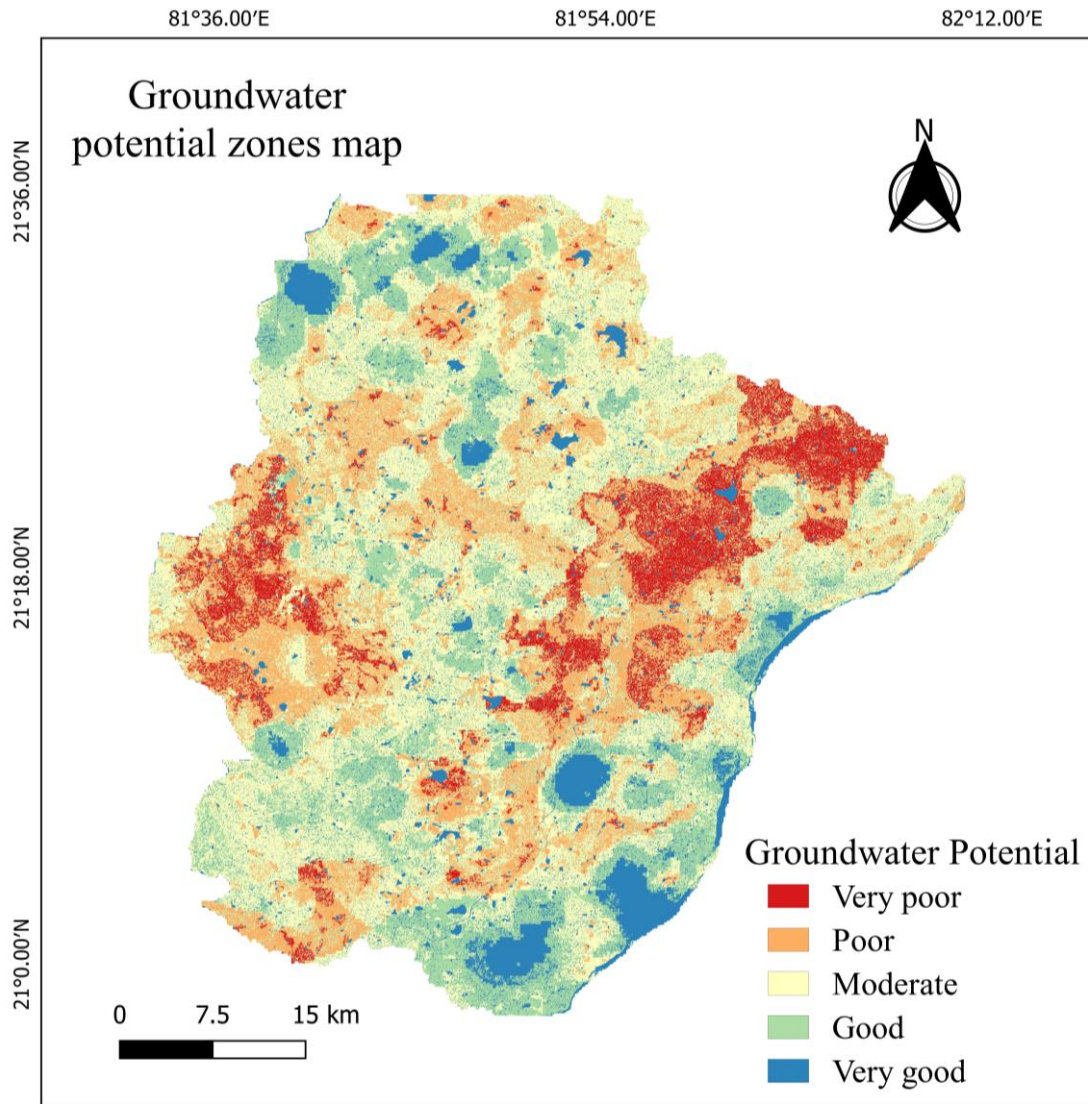 81°36.00′E
81°54.00′E
82°12.00′E
Groundwater
potential zones map
N
21°36.00′N
21°18.00′N
21°0.00′N
Groundwater Potential
Very poor
Poor
Moderate
Good
Very good
0 7.5 15 km